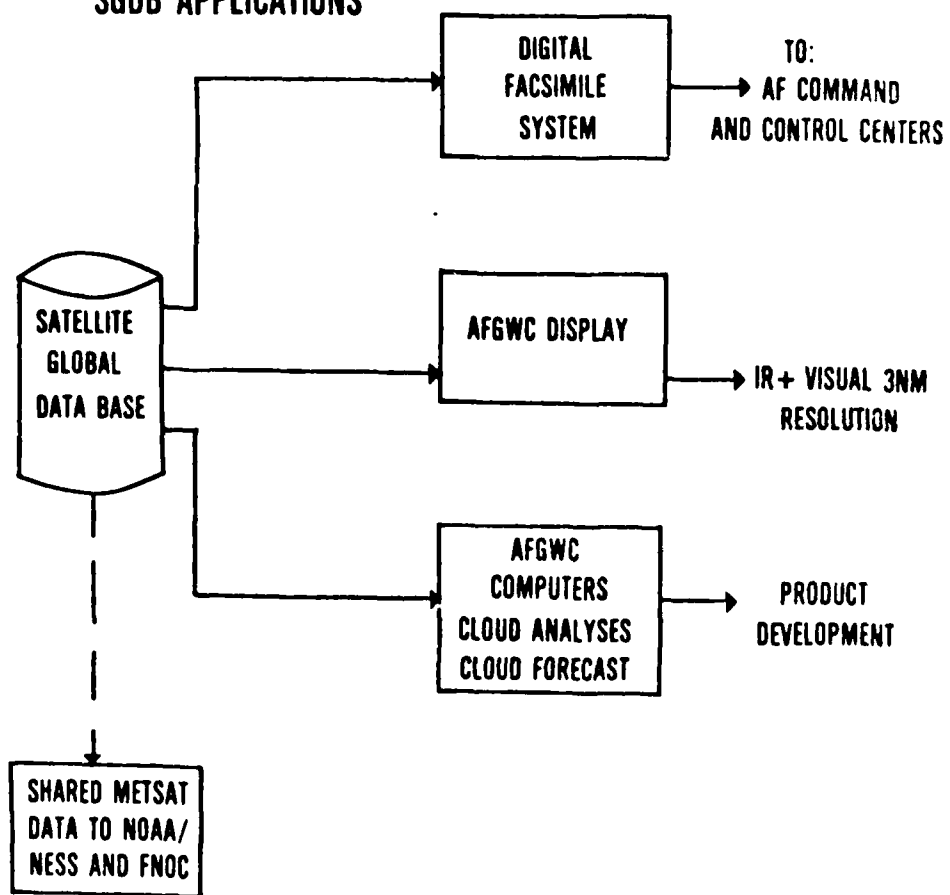 SGDB APPLICATIONS
DIGITAL
FACSIMILE
SYSTEM
TO:
AF COMMAND
AND CONTROL CENTERS
SATELLITE
GLOBAL
DATA BASE
AFGWC DISPLAY
IR + VISUAL 3NM
RESOLUTION
AFGWC
COMPUTERS
CLOUD ANALYSES
CLOUD FORECAST
PRODUCT
DEVELOPMENT
SHARED METSAT
DATA TO NOAA/
NESS AND FNOC